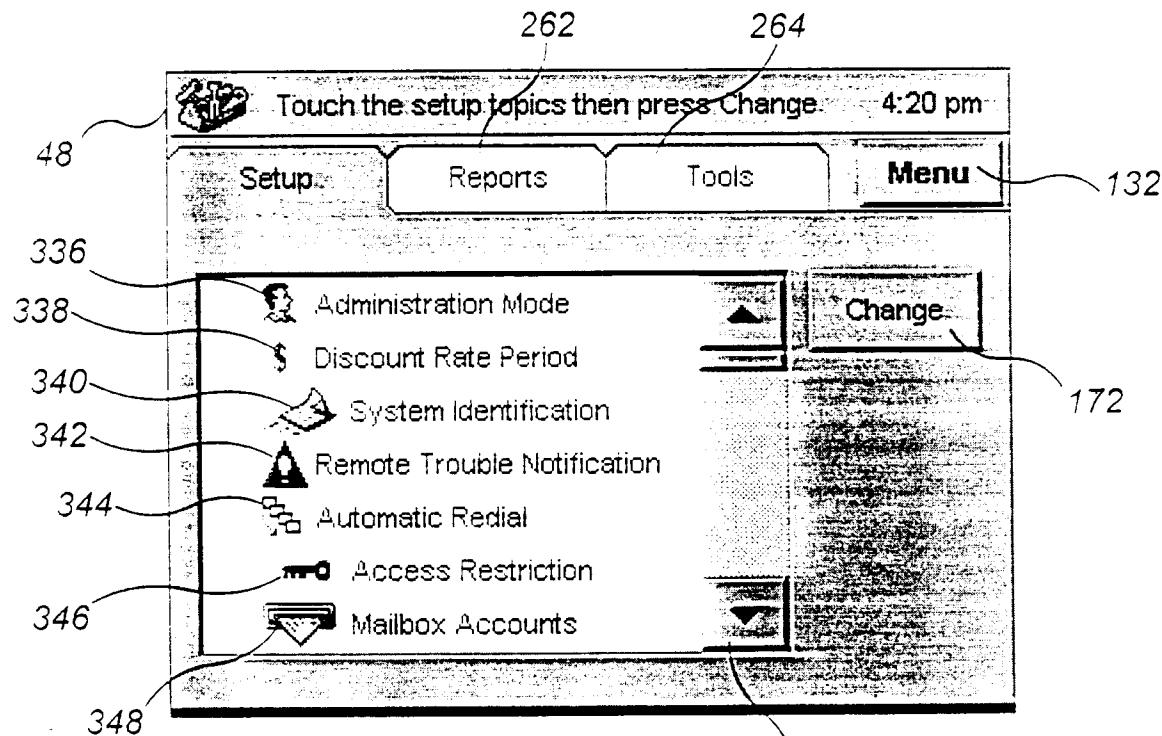 262 264
Touch the setup topics then press Change. 4:20 pm
48
Setup. Reports Tools Menu
132
336
Administration Mode
Change.
338
Discount Rate Period
340
System Identification
172
342
Remote Trouble Notification
344
Automatic Redial
Access Restriction
346
Mailbox Accounts
348